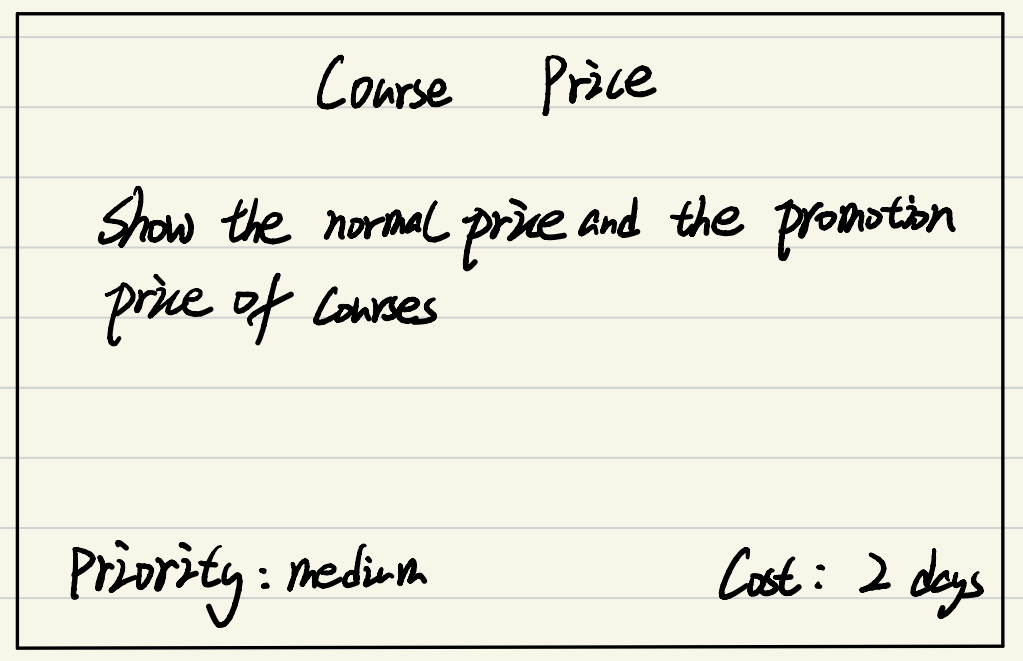 Course Price
Show the normal price and the promotion
price of courses
Priority: medium
Cost: 2 days